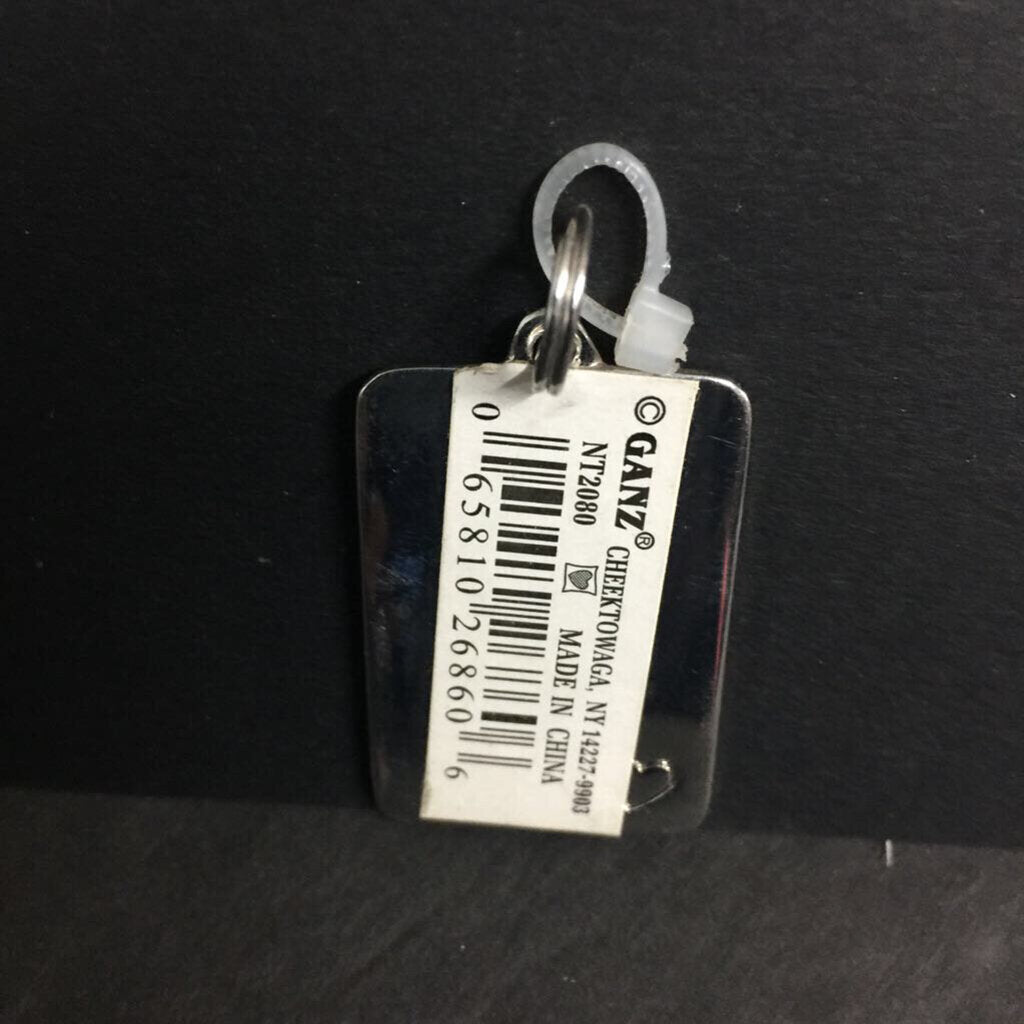 © GANZ® CHEEKTOWAGA, NY 14227-9903
NT2080 MADE IN CHINA
0 65810 26860 6